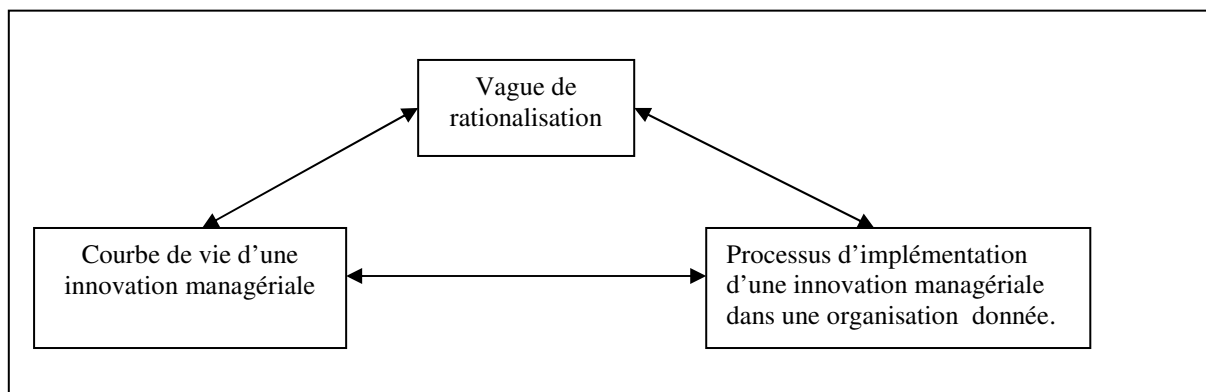 Vague de
rationalisation
Courbe de vie d’une
innovation managériale
Processus d’implémentation
d’une innovation managériale
dans une organisation donnée.